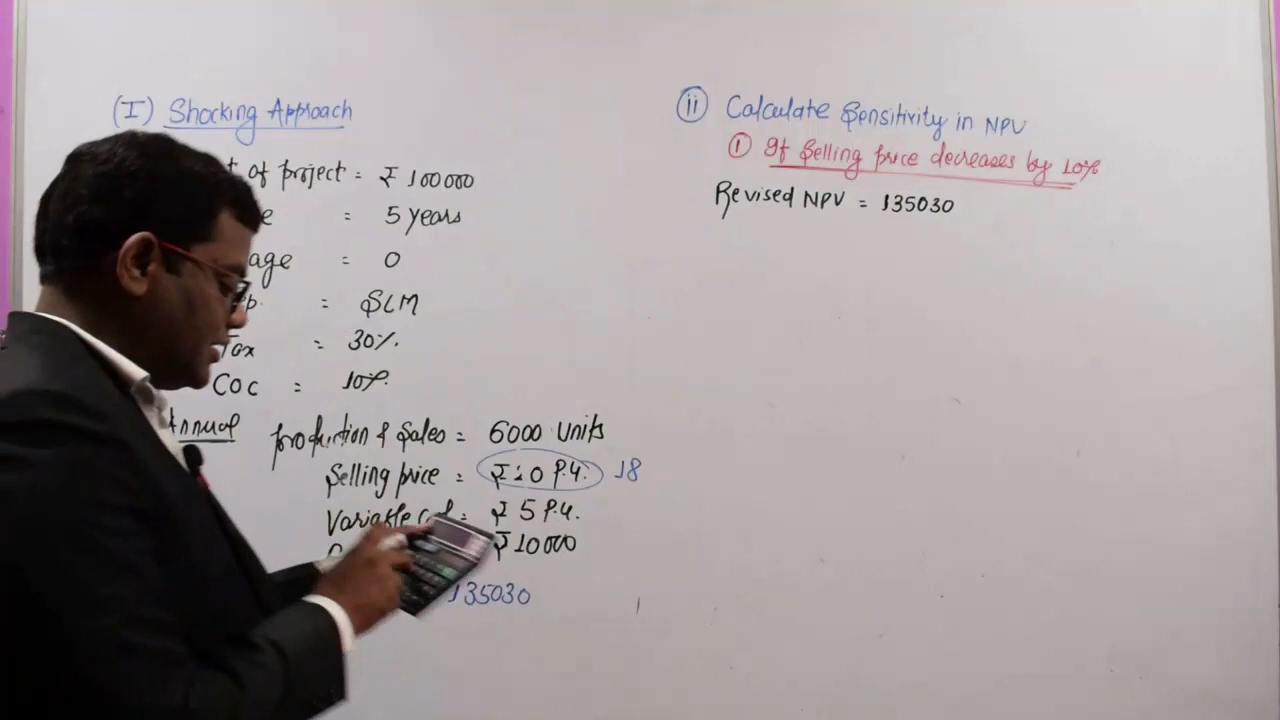 (I) Shocking Approach
of project = ₹ 100000
= 5 years
age = 0
= SLM
Tax = 30%.
COC = 10%.
Annual production & Sales = 6000 Units
Selling price = P.U. 18
Variable = ₹ 5 P.U.
₹ 10000
135030
(ii) Calculate Sensitivity in NPV
① If Selling price decreases by 10%
Revised NPV = 135030